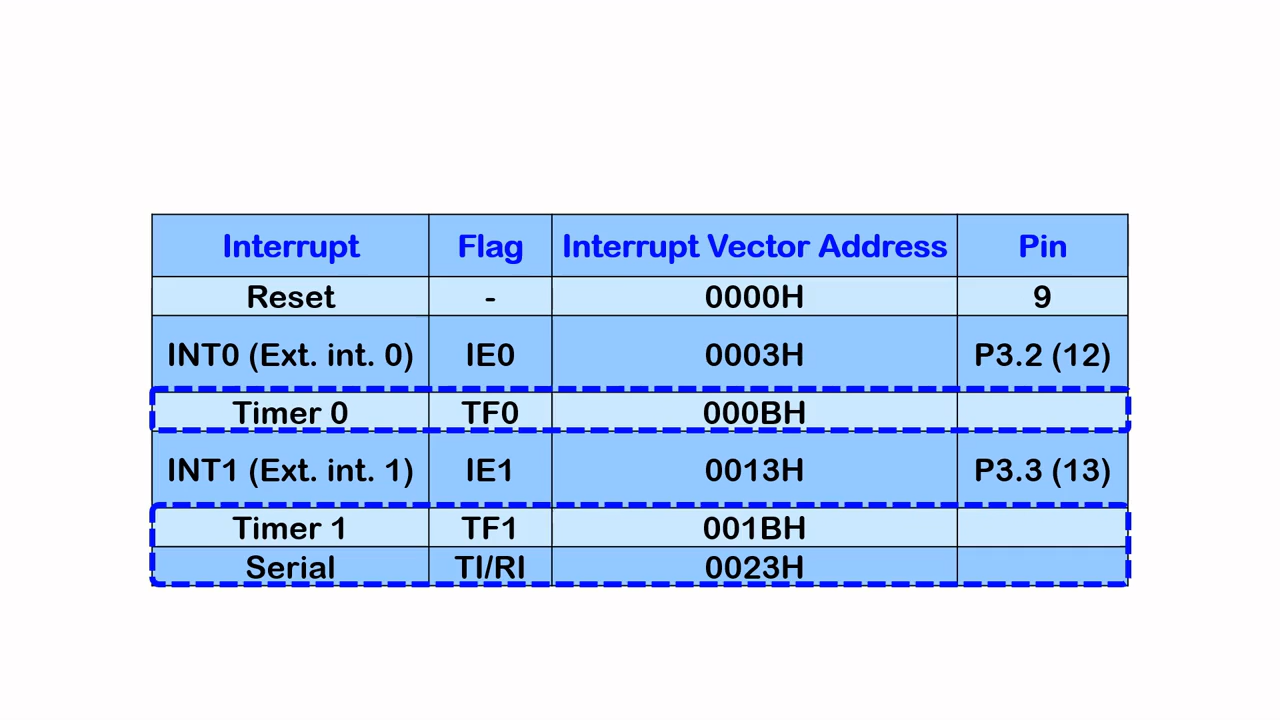 Interrupt Flag Interrupt Vector Address Pin
Reset - 0000H 9
INT0 (Ext. int. 0) IE0 0003H P3.2 (12)
Timer 0 TF0 000BH
INT1 (Ext. int. 1) IE1 0013H P3.3 (13)
Timer 1 TF1 001BH
Serial TI/RI 0023H